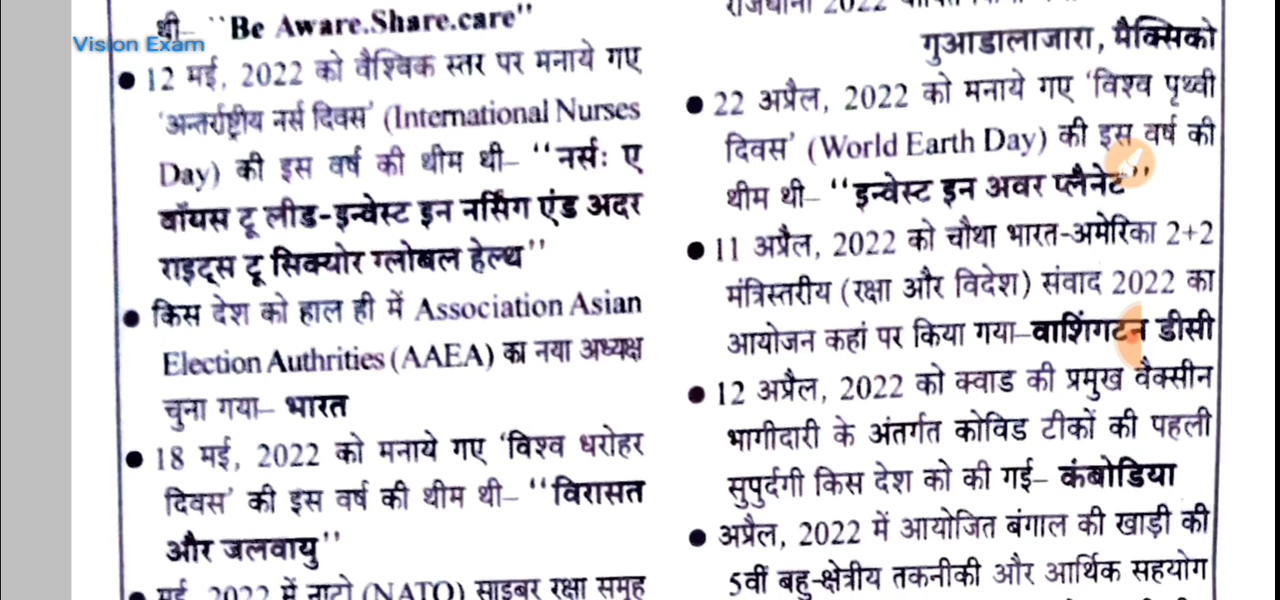 थी– "Be Aware.Share.care"
Vision Exam
● 12 मई, 2022 को वैश्विक स्तर पर मनाये गए
'अन्तर्राष्ट्रीय नर्स दिवस' (International Nurses
Day) की इस वर्ष की थीम थी– "नर्सः ए
वॉयस टू लीड-इन्वेस्ट इन नर्सिंग एंड अदर
राइट्स टू सिक्योर ग्लोबल हेल्थ"
● किस देश को हाल ही में Association Asian
Election Authrities (AAEA) का नया अध्यक्ष
चुना गया– भारत
● 18 मई, 2022 को मनाये गए 'विश्व धरोहर
दिवस' की इस वर्ष की थीम थी– "विरासत
और जलवायु"
● मई, 2022 में नाटो (NATO) साइबर रक्षा समूह
राजधानी 2022
गुआडालाजारा, मैक्सिको
● 22 अप्रैल, 2022 को मनाये गए 'विश्व पृथ्वी
दिवस' (World Earth Day) की इस वर्ष की
थीम थी– "इन्वेस्ट इन अवर प्लैनेट"
● 11 अप्रैल, 2022 को चौथा भारत-अमेरिका 2+2
मंत्रिस्तरीय (रक्षा और विदेश) संवाद 2022 का
आयोजन कहां पर किया गया–वाशिंगटन डीसी
● 12 अप्रैल, 2022 को क्वाड की प्रमुख वैक्सीन
भागीदारी के अंतर्गत कोविड टीकों की पहली
सुपुर्दगी किस देश को की गई– कंबोडिया
● अप्रैल, 2022 में आयोजित बंगाल की खाड़ी की
5वीं बहु-क्षेत्रीय तकनीकी और आर्थिक सहयोग